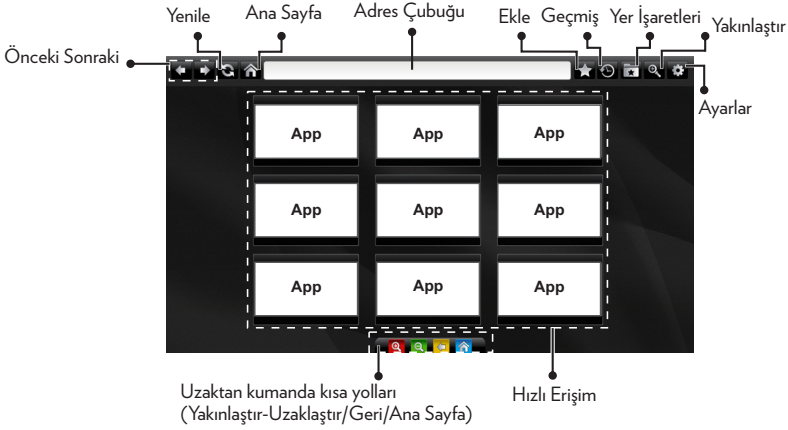 Yenile
Ana Sayfa
Adres Çubuğu
Ekle
Geçmiş
Yer İşaretleri
Yakınlaştır
Önceki Sonraki
Ayarlar
App App App
App App App
App App App
Uzaktan kumanda kısa yolları
(Yakınlaştır-Uzaklaştır/Geri/Ana Sayfa)
Hızlı Erişim